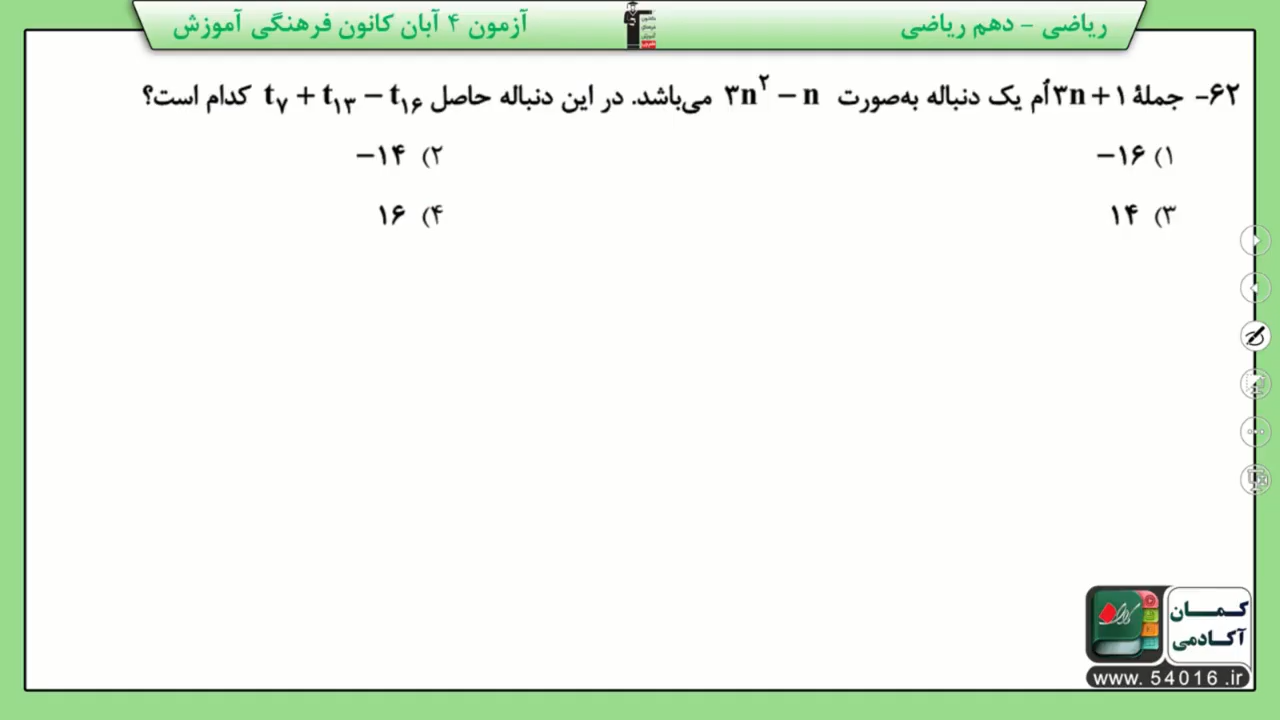 ریاضی - دهم ریاضی
آزمون ۴ آبان کانون فرهنگی آموزش
۶۲- جملهٔ ۳n + ۱ اُم یک دنباله به‌صورت ۳n² − n می‌باشد. در این دنباله حاصل t₇ + t₁₃ − t₁₆ کدام است؟
۱) −۱۶
۲) −۱۴
۳) ۱۴
۴) ۱۶
کمان
آکادمی
www. 54016 .ir